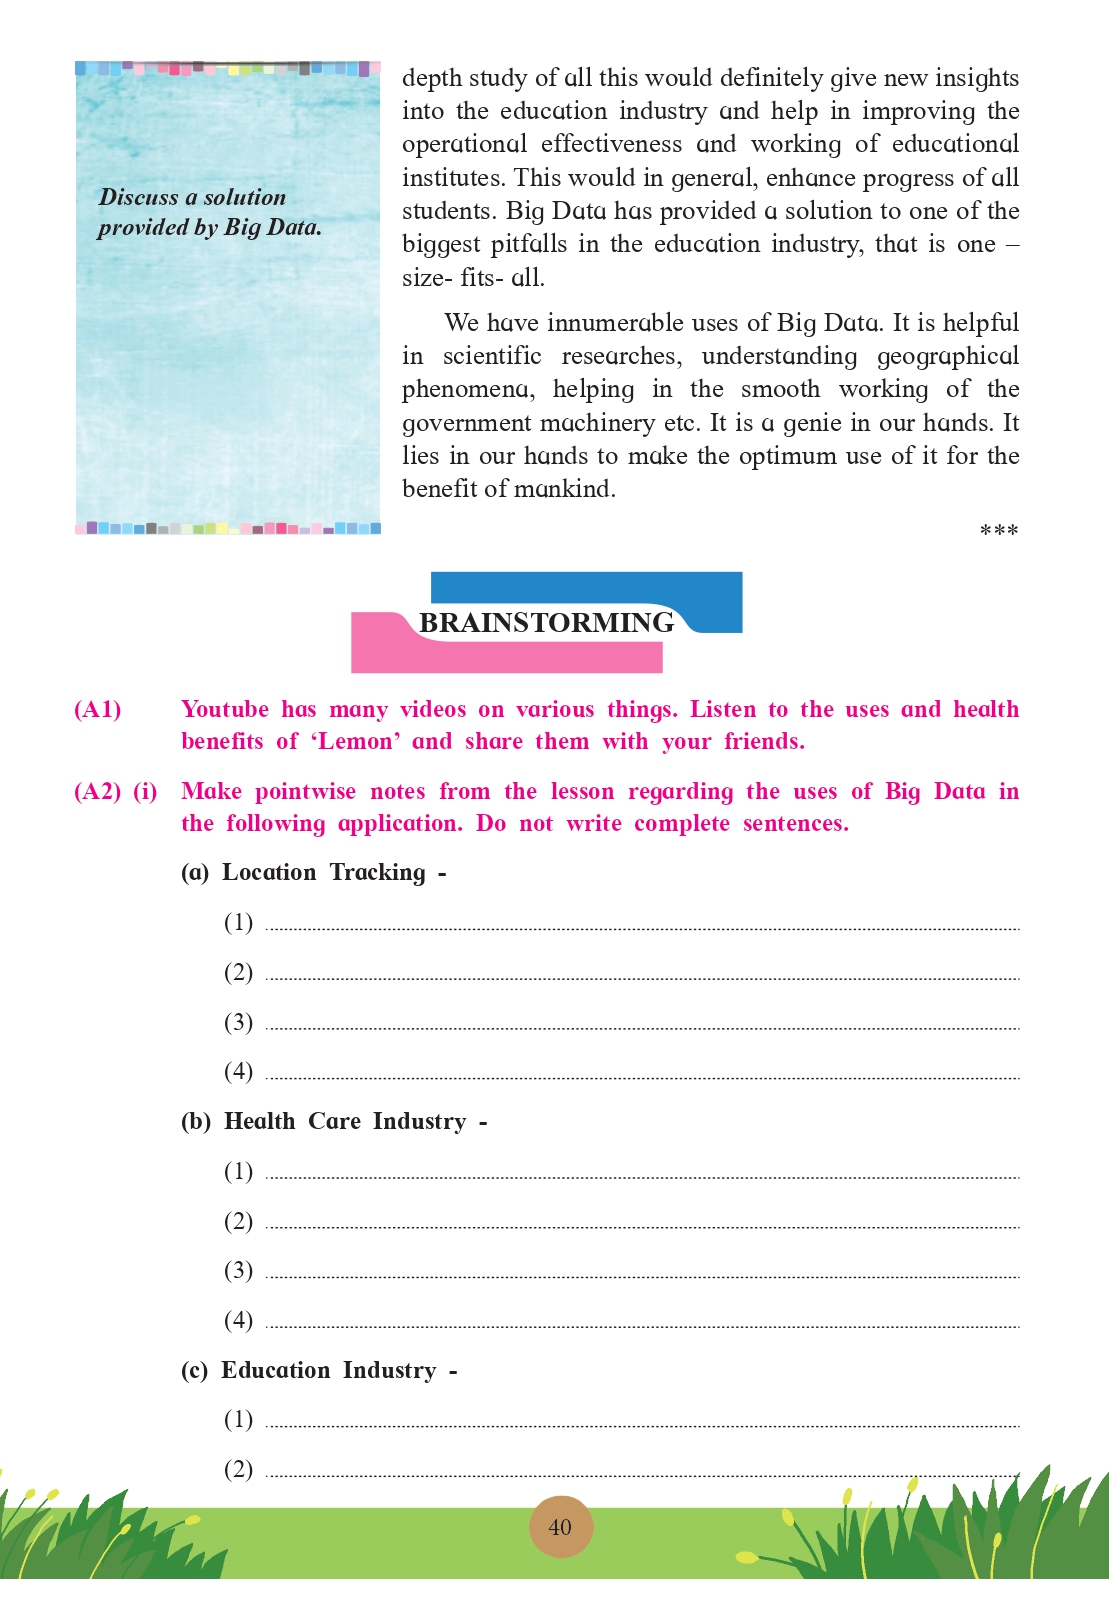 Discuss a solution
provided by Big Data.
depth study of all this would definitely give new insights
into the education industry and help in improving the
operational effectiveness and working of educational
institutes. This would in general, enhance progress of all
students. Big Data has provided a solution to one of the
biggest pitfalls in the education industry, that is one –
size- fits- all.
We have innumerable uses of Big Data. It is helpful
in scientific researches, understanding geographical
phenomena, helping in the smooth working of the
government machinery etc. It is a genie in our hands. It
lies in our hands to make the optimum use of it for the
benefit of mankind.
***
BRAINSTORMING
(A1) Youtube has many videos on various things. Listen to the uses and health
benefits of ‘Lemon’ and share them with your friends.
(A2) (i) Make pointwise notes from the lesson regarding the uses of Big Data in
the following application. Do not write complete sentences.
(a) Location Tracking -
(1)
(2)
(3)
(4)
(b) Health Care Industry -
(1)
(2)
(3)
(4)
(c) Education Industry -
(1)
(2)
40